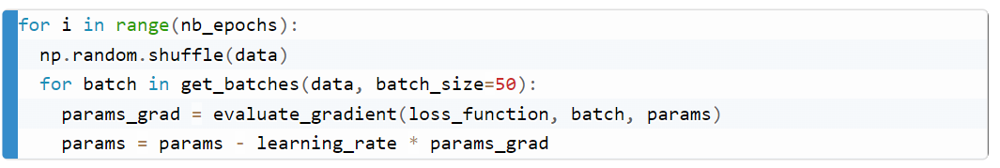 for i in range(nb_epochs):
  np.random.shuffle(data)
  for batch in get_batches(data, batch_size=50):
    params_grad = evaluate_gradient(loss_function, batch, params)
    params = params - learning_rate * params_grad